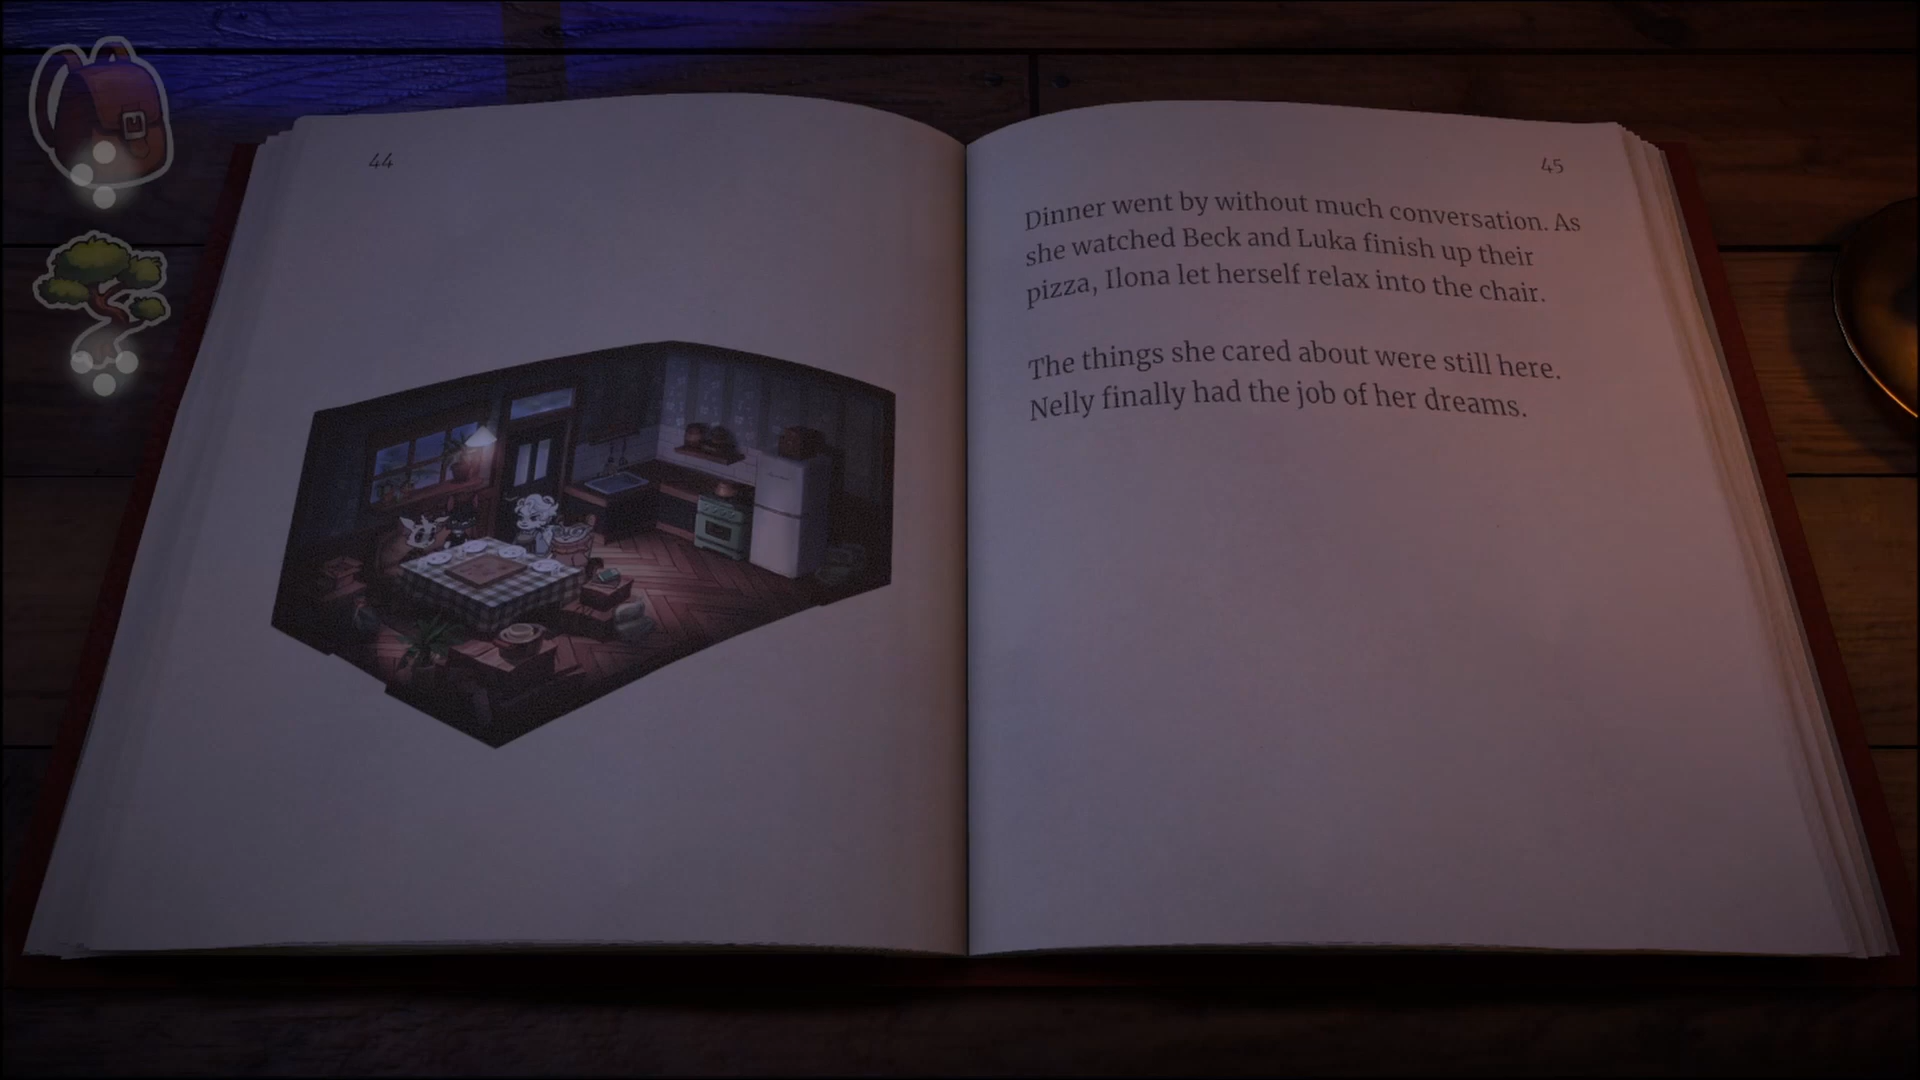 44
45
Dinner went by without much conversation. As
she watched Beck and Luka finish up their
pizza, Ilona let herself relax into the chair.
The things she cared about were still here.
Nelly finally had the job of her dreams.